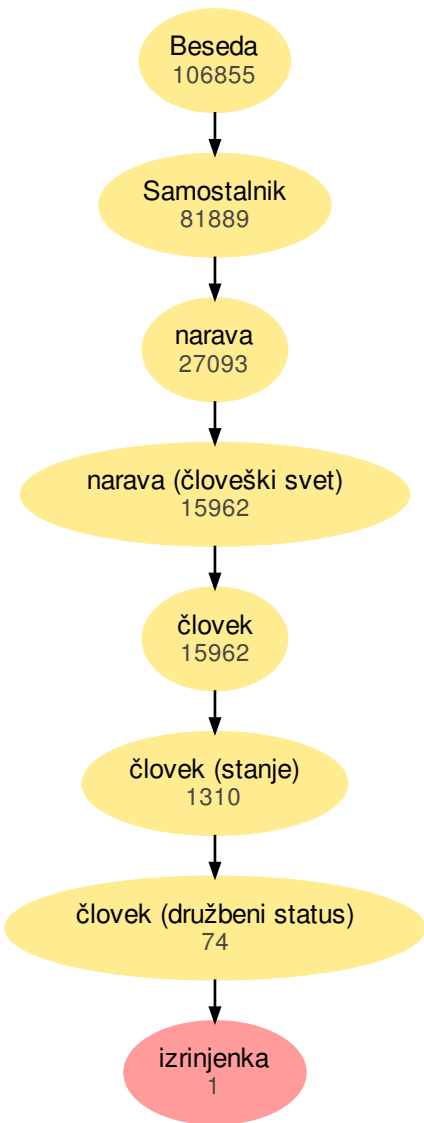 Beseda
106855
Samostalnik
81889
narava
27093
narava (človeški svet)
15962
človek
15962
človek (stanje)
1310
človek (družbeni status)
74
izrinjenka
1